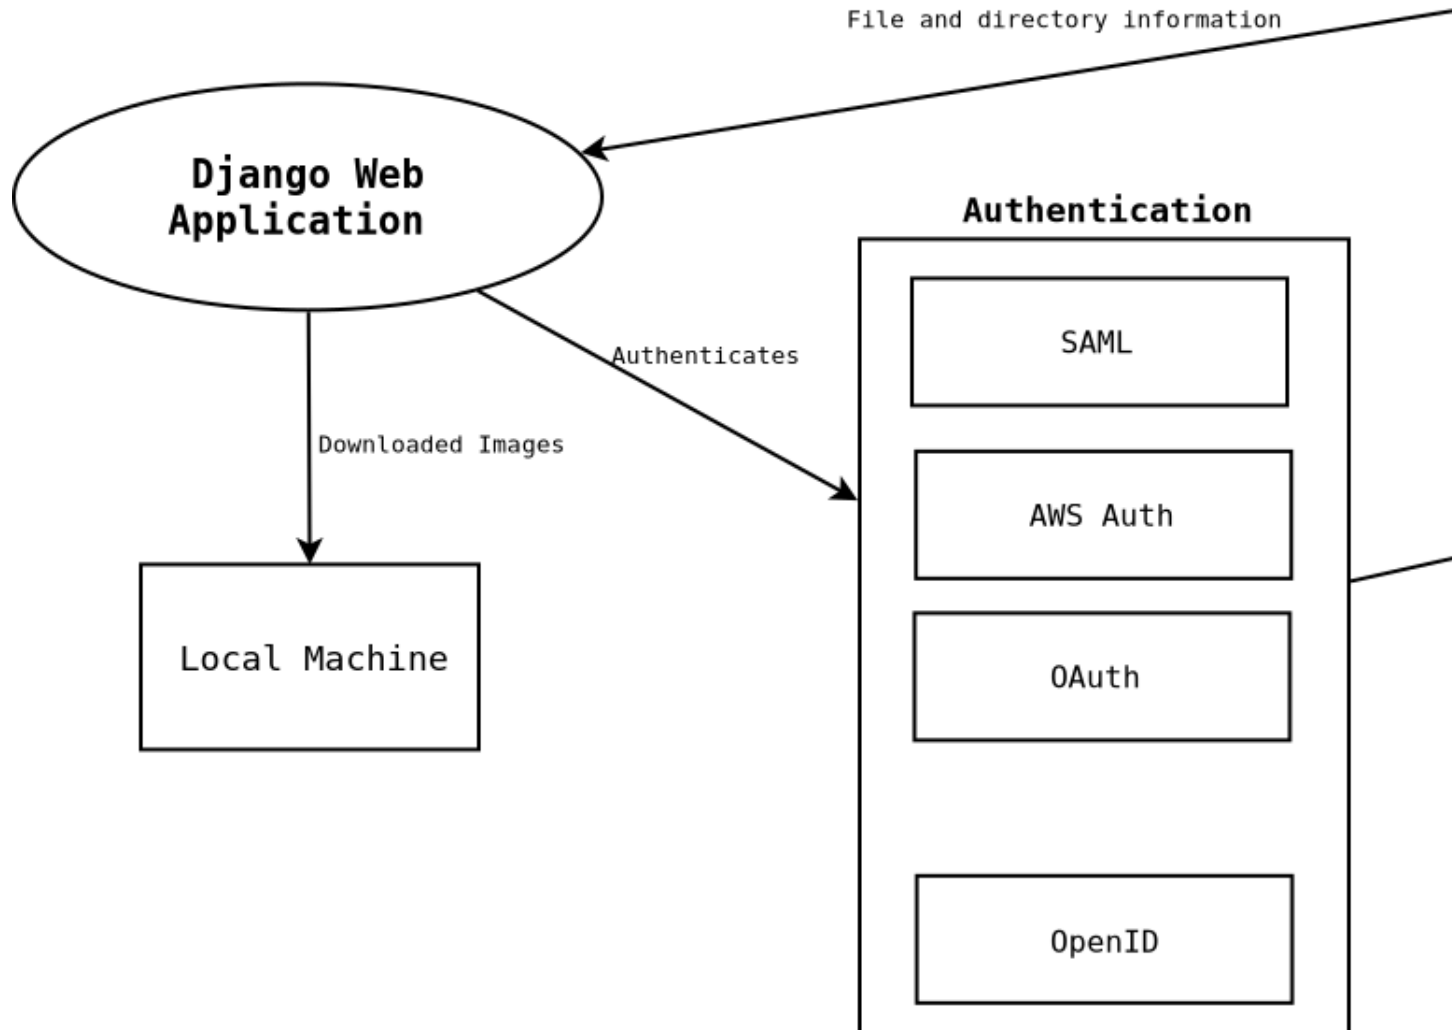 File and directory information
Django Web
Application
Authentication
SAML
Authenticates
Downloaded Images
AWS Auth
Local Machine
OAuth
OpenID